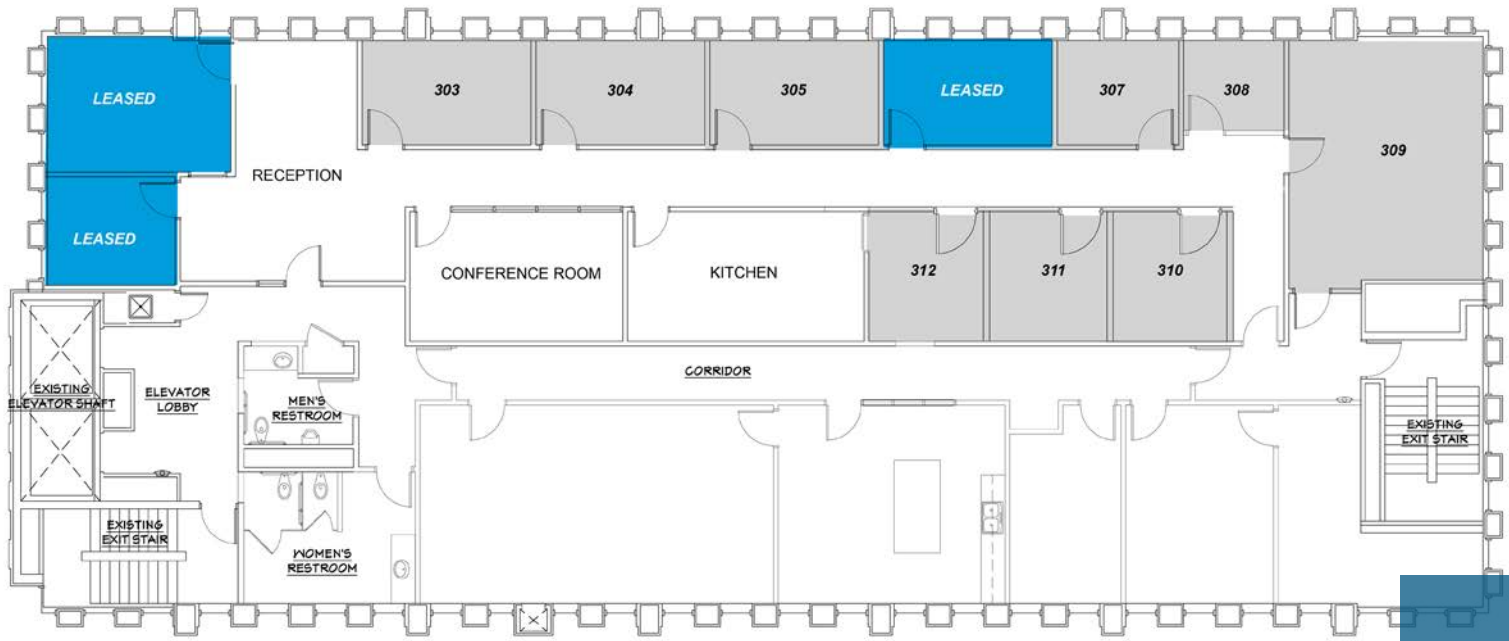 LEASED
303
304
305
LEASED
307
308
309
RECEPTION
LEASED
CONFERENCE ROOM
KITCHEN
312
311
310
CORRIDOR
EXISTING
ELEVATOR SHAFT
ELEVATOR
LOBBY
MEN'S
RESTROOM
EXISTING
EXIT STAIR
EXISTING
EXIT STAIR
WOMEN'S
RESTROOM